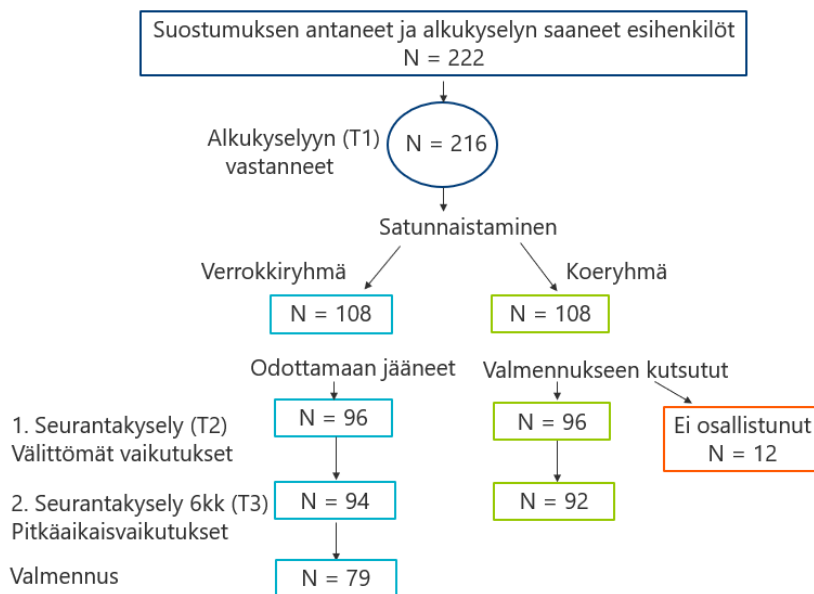 Suostumuksen antaneet ja alkukyselyn saaneet esihenkilöt
N = 222
Alkukyselyyn (T1)
vastanneet
N = 216
Satunnaistaminen
Verrokkiryhmä
Koeryhmä
N = 108
N = 108
Odottamaan jääneet
Valmennukseen kutsutut
1. Seurantakysely (T2)
Välittömät vaikutukset
N = 96
N = 96
Ei osallistunut
N = 12
2. Seurantakysely 6kk (T3)
Pitkäaikaisvaikutukset
N = 94
N = 92
Valmennus
N = 79